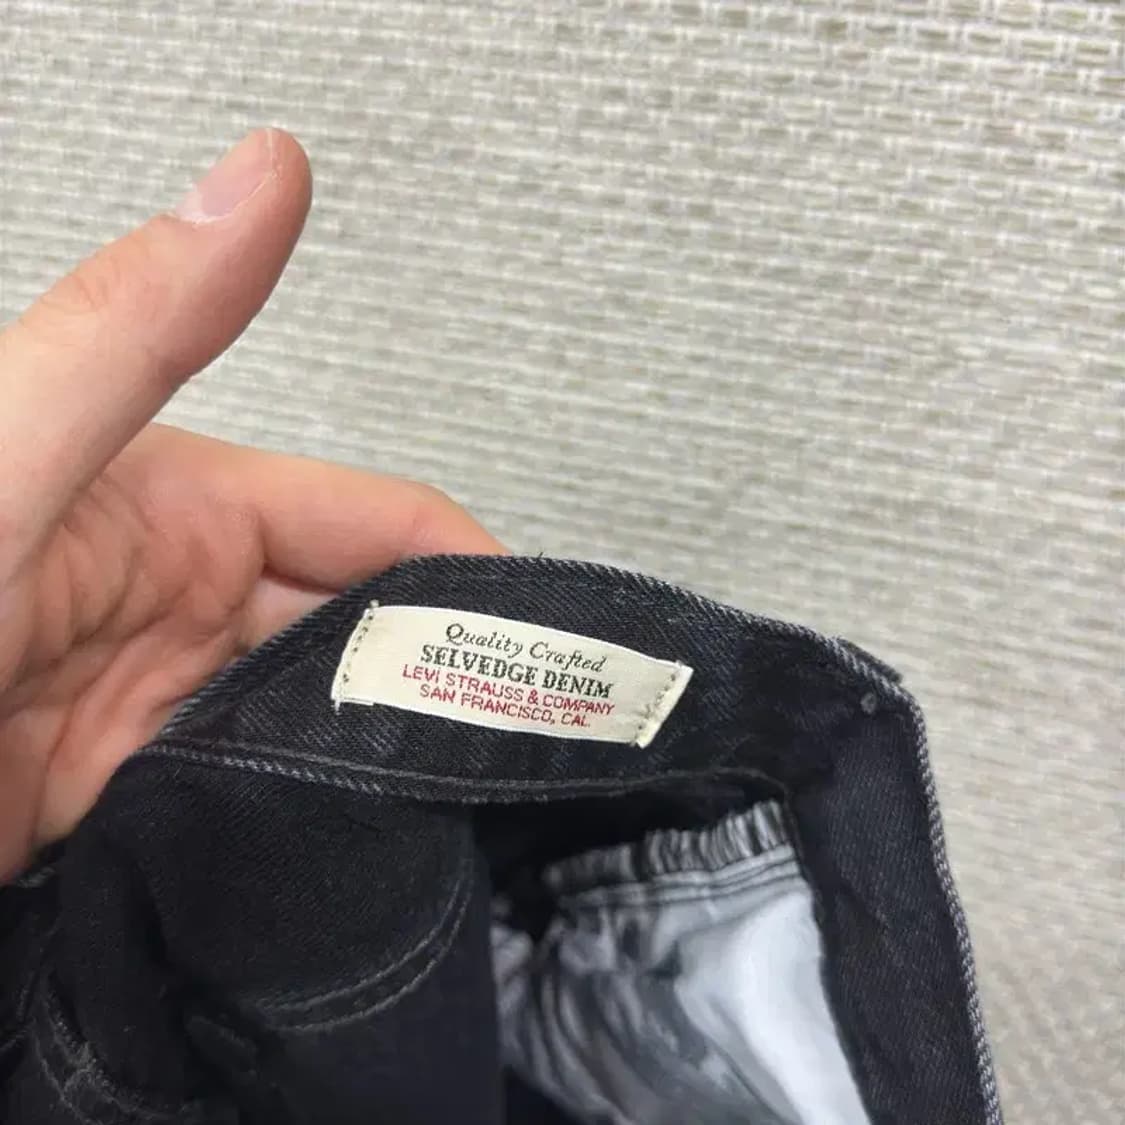 Quality Crafted
SELVEDGE DENIM
LEVI STRAUSS & COMPANY
SAN FRANCISCO, CAL.